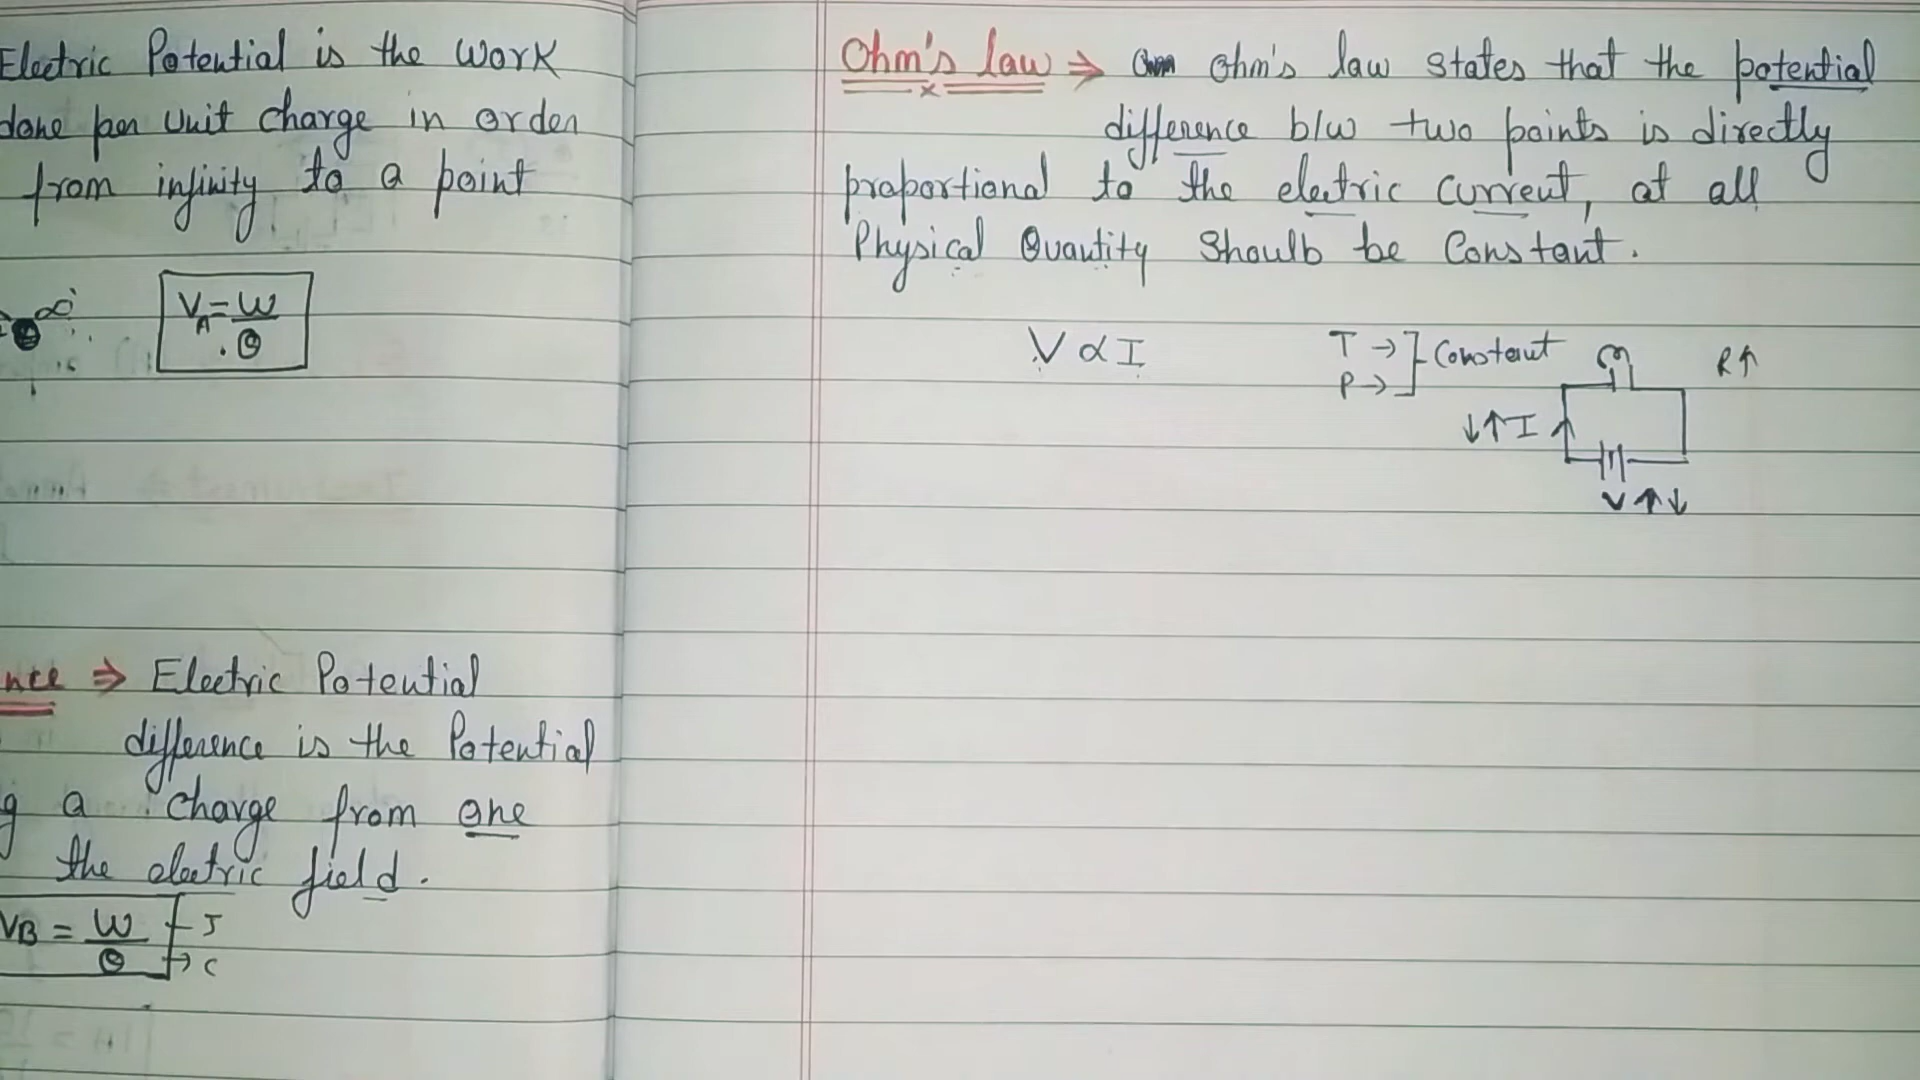 Electric Potential is the work
done per unit charge in order
from infinity to a point
∞
V_A = W
Q
nce ⇒ Electric Potential
difference is the Potential
g a charge from one
the electric field.
VB = W J
Q → C
Ohm's law ⇒ Ohm's law states that the potential
difference b/w two points is directly
proportional to the electric current, at all
Physical Quantity Shoulb be Constant.
V ∝ I
T → ] Constant
P →
R↑
↓↑ I
V ↑↓